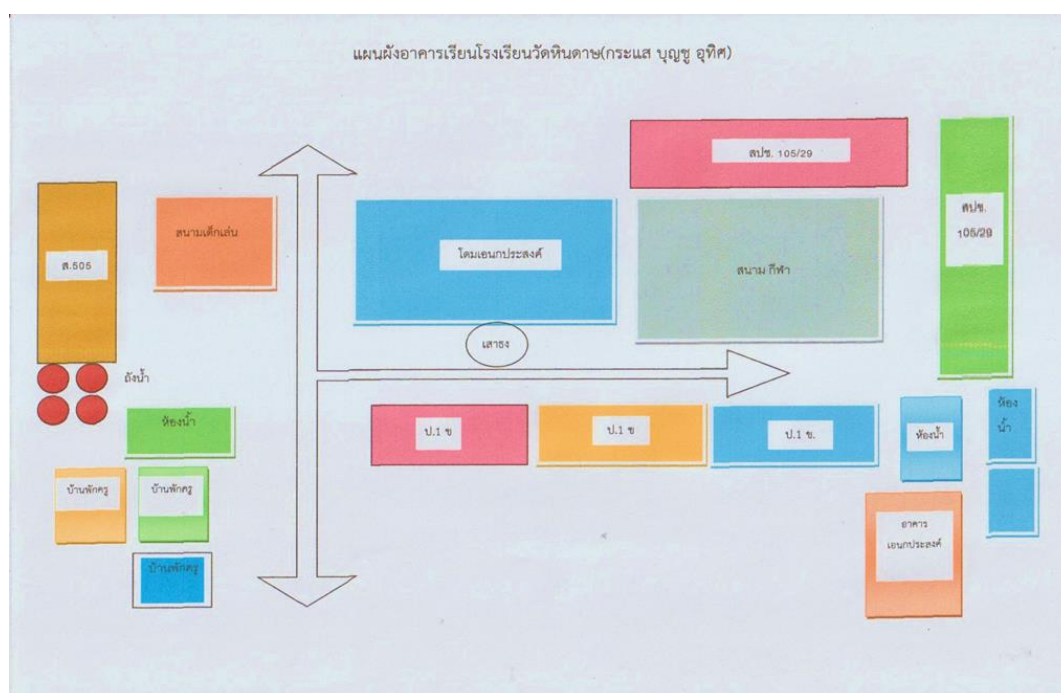 แผนผังอาคารเรียนโรงเรียนวัดหินดาษ(กระแส บุญชู อุทิศ)
สปช. 105/29
สปช.
105/29
ส.505
สนามเด็กเล่น
โดมเอนกประสงค์
สนาม กีฬา
เสาธง
ถังน้ำ
ห้องน้ำ
ป.1 ข
ป.1 ข
ป.1 ข.
ห้องน้ำ
ห้อง
น้ำ
บ้านพักครู
บ้านพักครู
บ้านพักครู
อาคาร
เอนกประสงค์